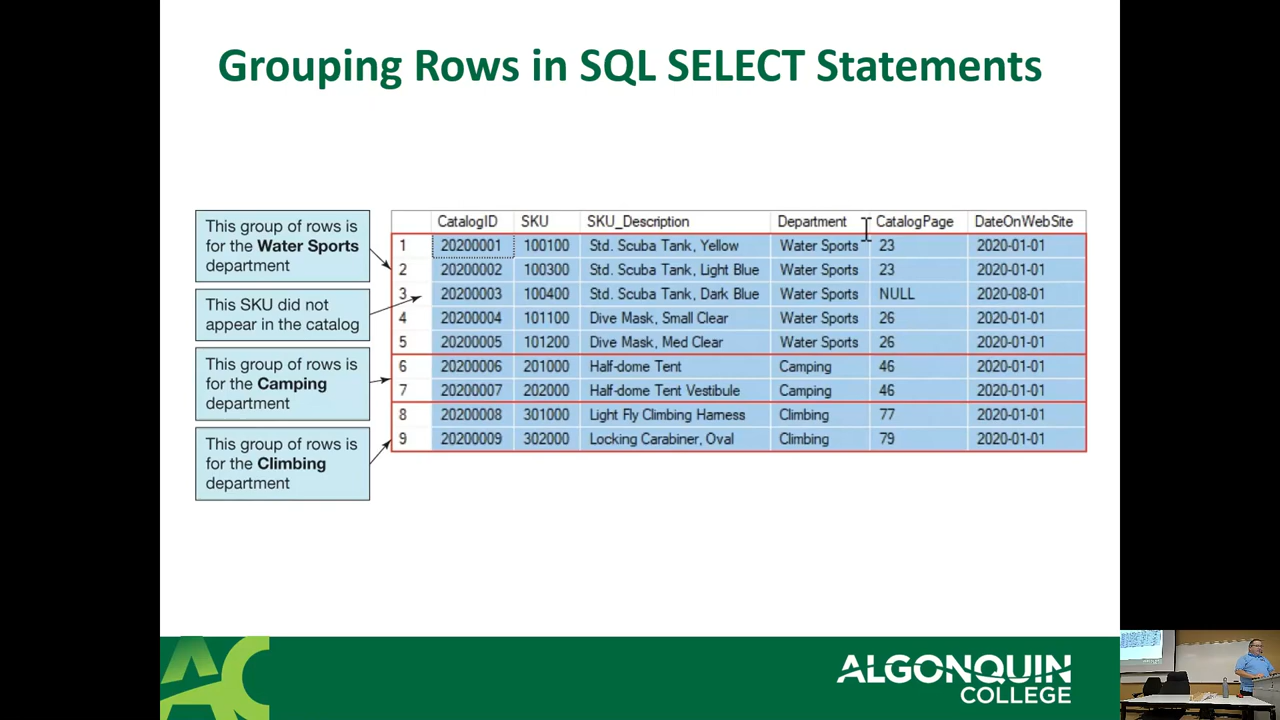 Grouping Rows in SQL SELECT Statements
This group of rows is
for the Water Sports
department
This SKU did not
appear in the catalog
This group of rows is
for the Camping
department
This group of rows is
for the Climbing
department
CatalogID SKU SKU_Description Department CatalogPage DateOnWebSite
1 20200001 100100 Std. Scuba Tank, Yellow Water Sports 23 2020-01-01
2 20200002 100300 Std. Scuba Tank, Light Blue Water Sports 23 2020-01-01
3 20200003 100400 Std. Scuba Tank, Dark Blue Water Sports NULL 2020-08-01
4 20200004 101100 Dive Mask, Small Clear Water Sports 26 2020-01-01
5 20200005 101200 Dive Mask, Med Clear Water Sports 26 2020-01-01
6 20200006 201000 Half-dome Tent Camping 46 2020-01-01
7 20200007 202000 Half-dome Tent Vestibule Camping 46 2020-01-01
8 20200008 301000 Light Fly Climbing Harness Climbing 77 2020-01-01
9 20200009 302000 Locking Carabiner, Oval Climbing 79 2020-01-01
AC
ALGONQUIN
COLLEGE